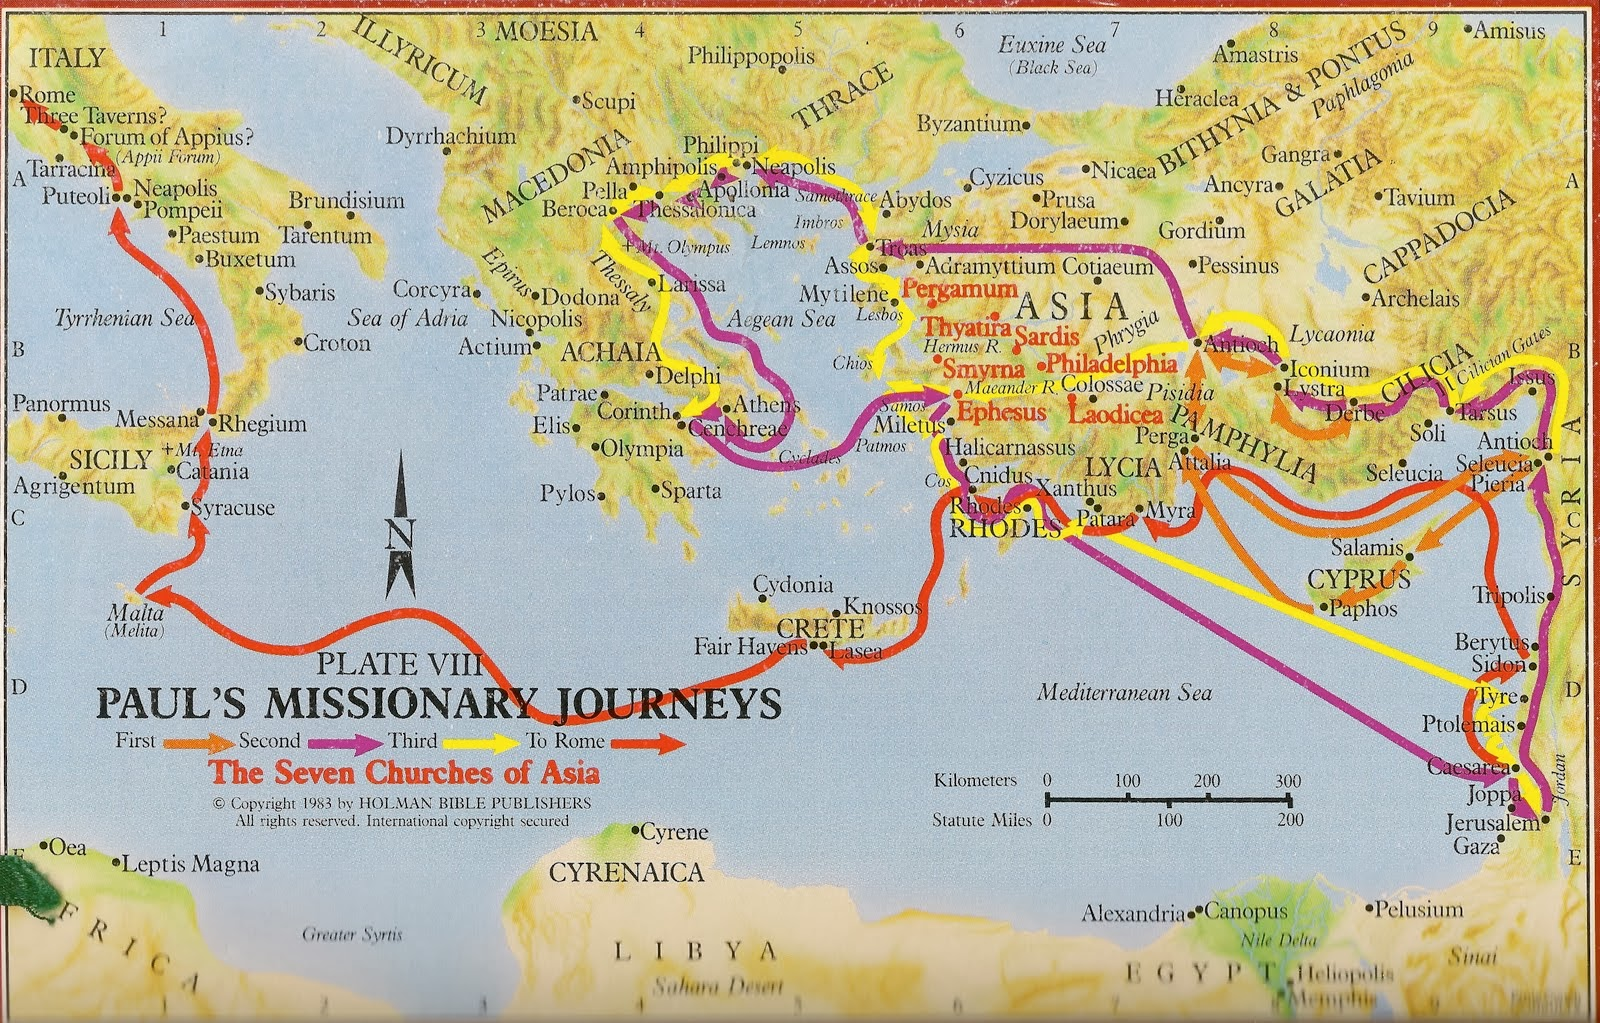 1 2 3 4 5 6 7 8 9
ITALY
ILLYRICUM
MOESIA
Philippopolis
THRACE
Euxine Sea
(Black Sea)
Amastris
Amisus
BITHYNIA & PONTUS
Paphlagonia
Rome
Three Taverns?
Forum of Appius?
(Appii Forum)
Tarracina
Puteoli
Neapolis
Pompeii
Paestum
Buxetum
Brundisium
Tarentum
Sybaris
Croton
Tyrrhenian Sea
Scupi
Dyrrhachium
MACEDONIA
Philippi
Amphipolis
Neapolis
Pella
Apollonia
Beroea
Thessalonica
Samothrace
Imbros
Lemnos
+Mt. Olympus
Byzantium
Heraclea
Nicaea
Cyzicus
Prusa
Dorylaeum
Abydos
Mysia
Troas
Assos
Adramyttium
Cotiaeum
Gangra
Ancyra
GALATIA
Tavium
Gordium
Pessinus
CAPPADOCIA
Archelais
Epirus
Thessaly
Larissa
Corcyra
Dodona
Sea of Adria
Nicopolis
Actium
ACHAIA
Aegean Sea
Delphi
Patrae
Corinth
Athens
Cenchreae
Elis
Olympia
Pylos
Sparta
Cyclades
Mytilene
Lesbos
Chios
Pergamum
ASIA
Thyatira
Sardis
Hermus R.
Phrygia
Smyrna
Philadelphia
Maeander R.
Colossae
Pisidia
Samos
Ephesus
Laodicea
Miletus
Patmos
Antioch
Lycaonia
Iconium
Lystra
Derbe
CILICIA
Cilician Gates
Issus
Tarsus
Soli
Antioch
Seleucia
Seleucia
Pieria
Halicarnassus
Cnidus
Cos
Perga
PAMPHYLIA
LYCIA
Attalia
Xanthus
Rhodes
RHODES
Patara
Myra
Salamis
CYPRUS
Paphos
SYRIA
C
Tripolis
Berytus
Sidon
Tyre
Ptolemais
Caesarea
Joppa
Jordan
Jerusalem
Gaza
Panormus
Messana
Rhegium
SICILY
+Mt. Etna
Catania
Agrigentum
Syracuse
Malta
(Melita)
N
Cydonia
Knossos
CRETE
Fair Havens
Lasea
Mediterranean Sea
PLATE VIII
PAUL'S MISSIONARY JOURNEYS
First Second Third To Rome
The Seven Churches of Asia
© Copyright 1983 by HOLMAN BIBLE PUBLISHERS
All rights reserved. International copyright secured
Kilometers 0 100 200 300
Statute Miles 0 100 200
Oea
Leptis Magna
Cyrene
CYRENAICA
Greater Syrtis
LIBYA
Sahara Desert
FRICA
Alexandria
Canopus
Nile Delta
Pelusium
EGYPT
Heliopolis
Memphis
Sinai
A
B
C
D
E
A
B
D
E
1 2 3 4 5 6 7 8 9